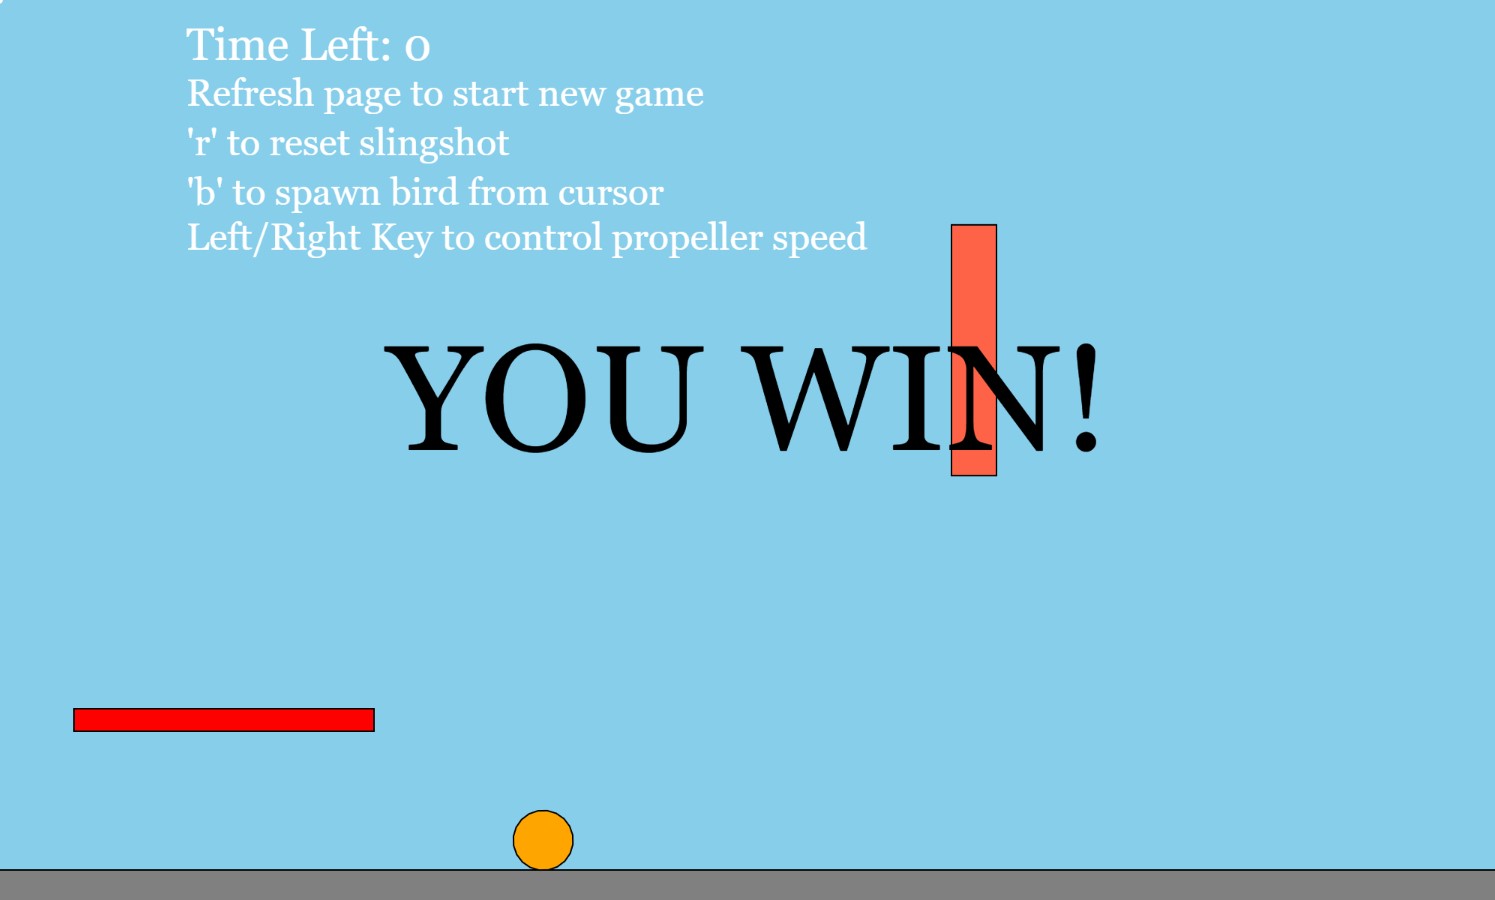 Time Left: 0
Refresh page to start new game
'r' to reset slingshot
'b' to spawn bird from cursor
Left/Right Key to control propeller speed
YOU WIN!